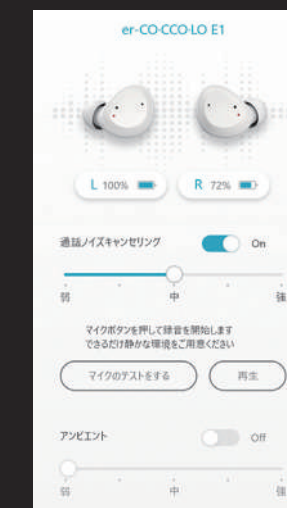 er-CO-CCO-LO E1
L 100%
R 72%
通話ノイズキャンセリング
On
弱
中
強
マイクボタンを押して録音を開始します
できるだけ静かな環境をご用意ください
マイクのテストをする
再生
アンビエント
Off
弱
中
強